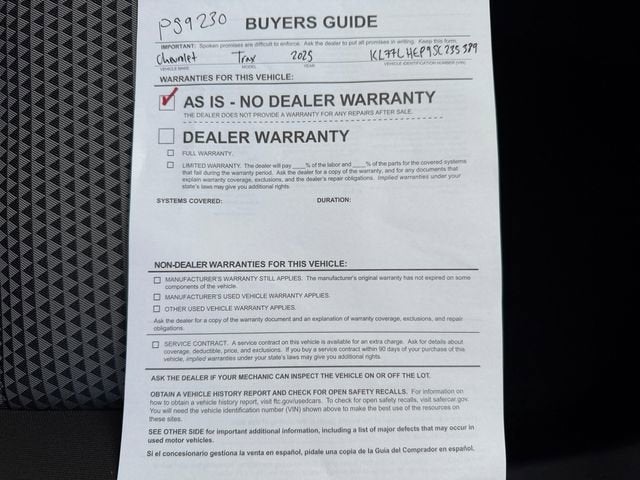 PS9230 BUYERS GUIDE
IMPORTANT: Spoken promises are difficult to enforce. Ask the dealer to put all promises in writing. Keep this form.
Chevrolet Trax 2025 KL77LHEP9SC235389
VEHICLE MAKE MODEL YEAR VEHICLE IDENTIFICATION NUMBER (VIN)
WARRANTIES FOR THIS VEHICLE:
AS IS - NO DEALER WARRANTY
THE DEALER DOES NOT PROVIDE A WARRANTY FOR ANY REPAIRS AFTER SALE.
DEALER WARRANTY
FULL WARRANTY.
LIMITED WARRANTY. The dealer will pay ___% of the labor and ___% of the parts for the covered systems
that fail during the warranty period. Ask the dealer for a copy of the warranty, and for any documents that
explain warranty coverage, exclusions, and the dealer's repair obligations. Implied warranties under your
state's laws may give you additional rights.
SYSTEMS COVERED: DURATION:
NON-DEALER WARRANTIES FOR THIS VEHICLE:
MANUFACTURER'S WARRANTY STILL APPLIES. The manufacturer's original warranty has not expired on some
components of the vehicle.
MANUFACTURER'S USED VEHICLE WARRANTY APPLIES.
OTHER USED VEHICLE WARRANTY APPLIES.
Ask the dealer for a copy of the warranty document and an explanation of warranty coverage, exclusions, and repair
obligations.
SERVICE CONTRACT. A service contract on this vehicle is available for an extra charge. Ask for details about
coverage, deductible, price, and exclusions. If you buy a service contract within 90 days of your purchase of this
vehicle, implied warranties under your state's laws may give you additional rights.
ASK THE DEALER IF YOUR MECHANIC CAN INSPECT THE VEHICLE ON OR OFF THE LOT.
OBTAIN A VEHICLE HISTORY REPORT AND CHECK FOR OPEN SAFETY RECALLS. For information on
how to obtain a vehicle history report, visit ftc.gov/usedcars. To check for open safety recalls, visit safercar.gov.
You will need the vehicle identification number (VIN) shown above to make the best use of the resources on
these sites.
SEE OTHER SIDE for important additional information, including a list of major defects that may occur in
used motor vehicles.
Si el concesionario gestiona la venta en español, pídale una copia de la Guía del Comprador en español.